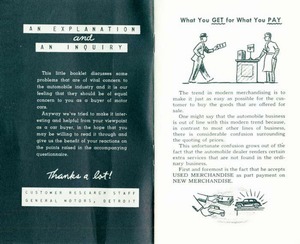 AN EXPLANATION
and
AN INQUIRY
This little booklet discusses some
problems that are of vital concern to
the automobile industry and it is our
feeling that they should be of equal
concern to you as a buyer of motor
cars.
Anyway we've tried to make it inter-
esting and helpful from your viewpoint
as a car buyer, in the hope that you
may be willing to read it through and
give us the benefit of your reactions on
the points raised in the accompanying
questionnaire.
Thanks a lot!
CUSTOMER RESEARCH STAFF
GENERAL MOTORS, DETROIT
What You GET for What You PAY
The trend in modern merchandising is to
make it just as easy as possible for the cus-
tomer to buy the goods that are offered for
sale.
One might say that the automobile business
is out of line with this modern trend because,
in contrast to most other lines of business,
there is considerable confusion surrounding
the quoting of prices.
This unfortunate confusion grows out of the
fact that the automobile dealer renders certain
extra services that are not found in the ordi-
nary business.
First and foremost is the fact that he accepts
USED MERCHANDISE as part payment on
NEW MERCHANDISE.